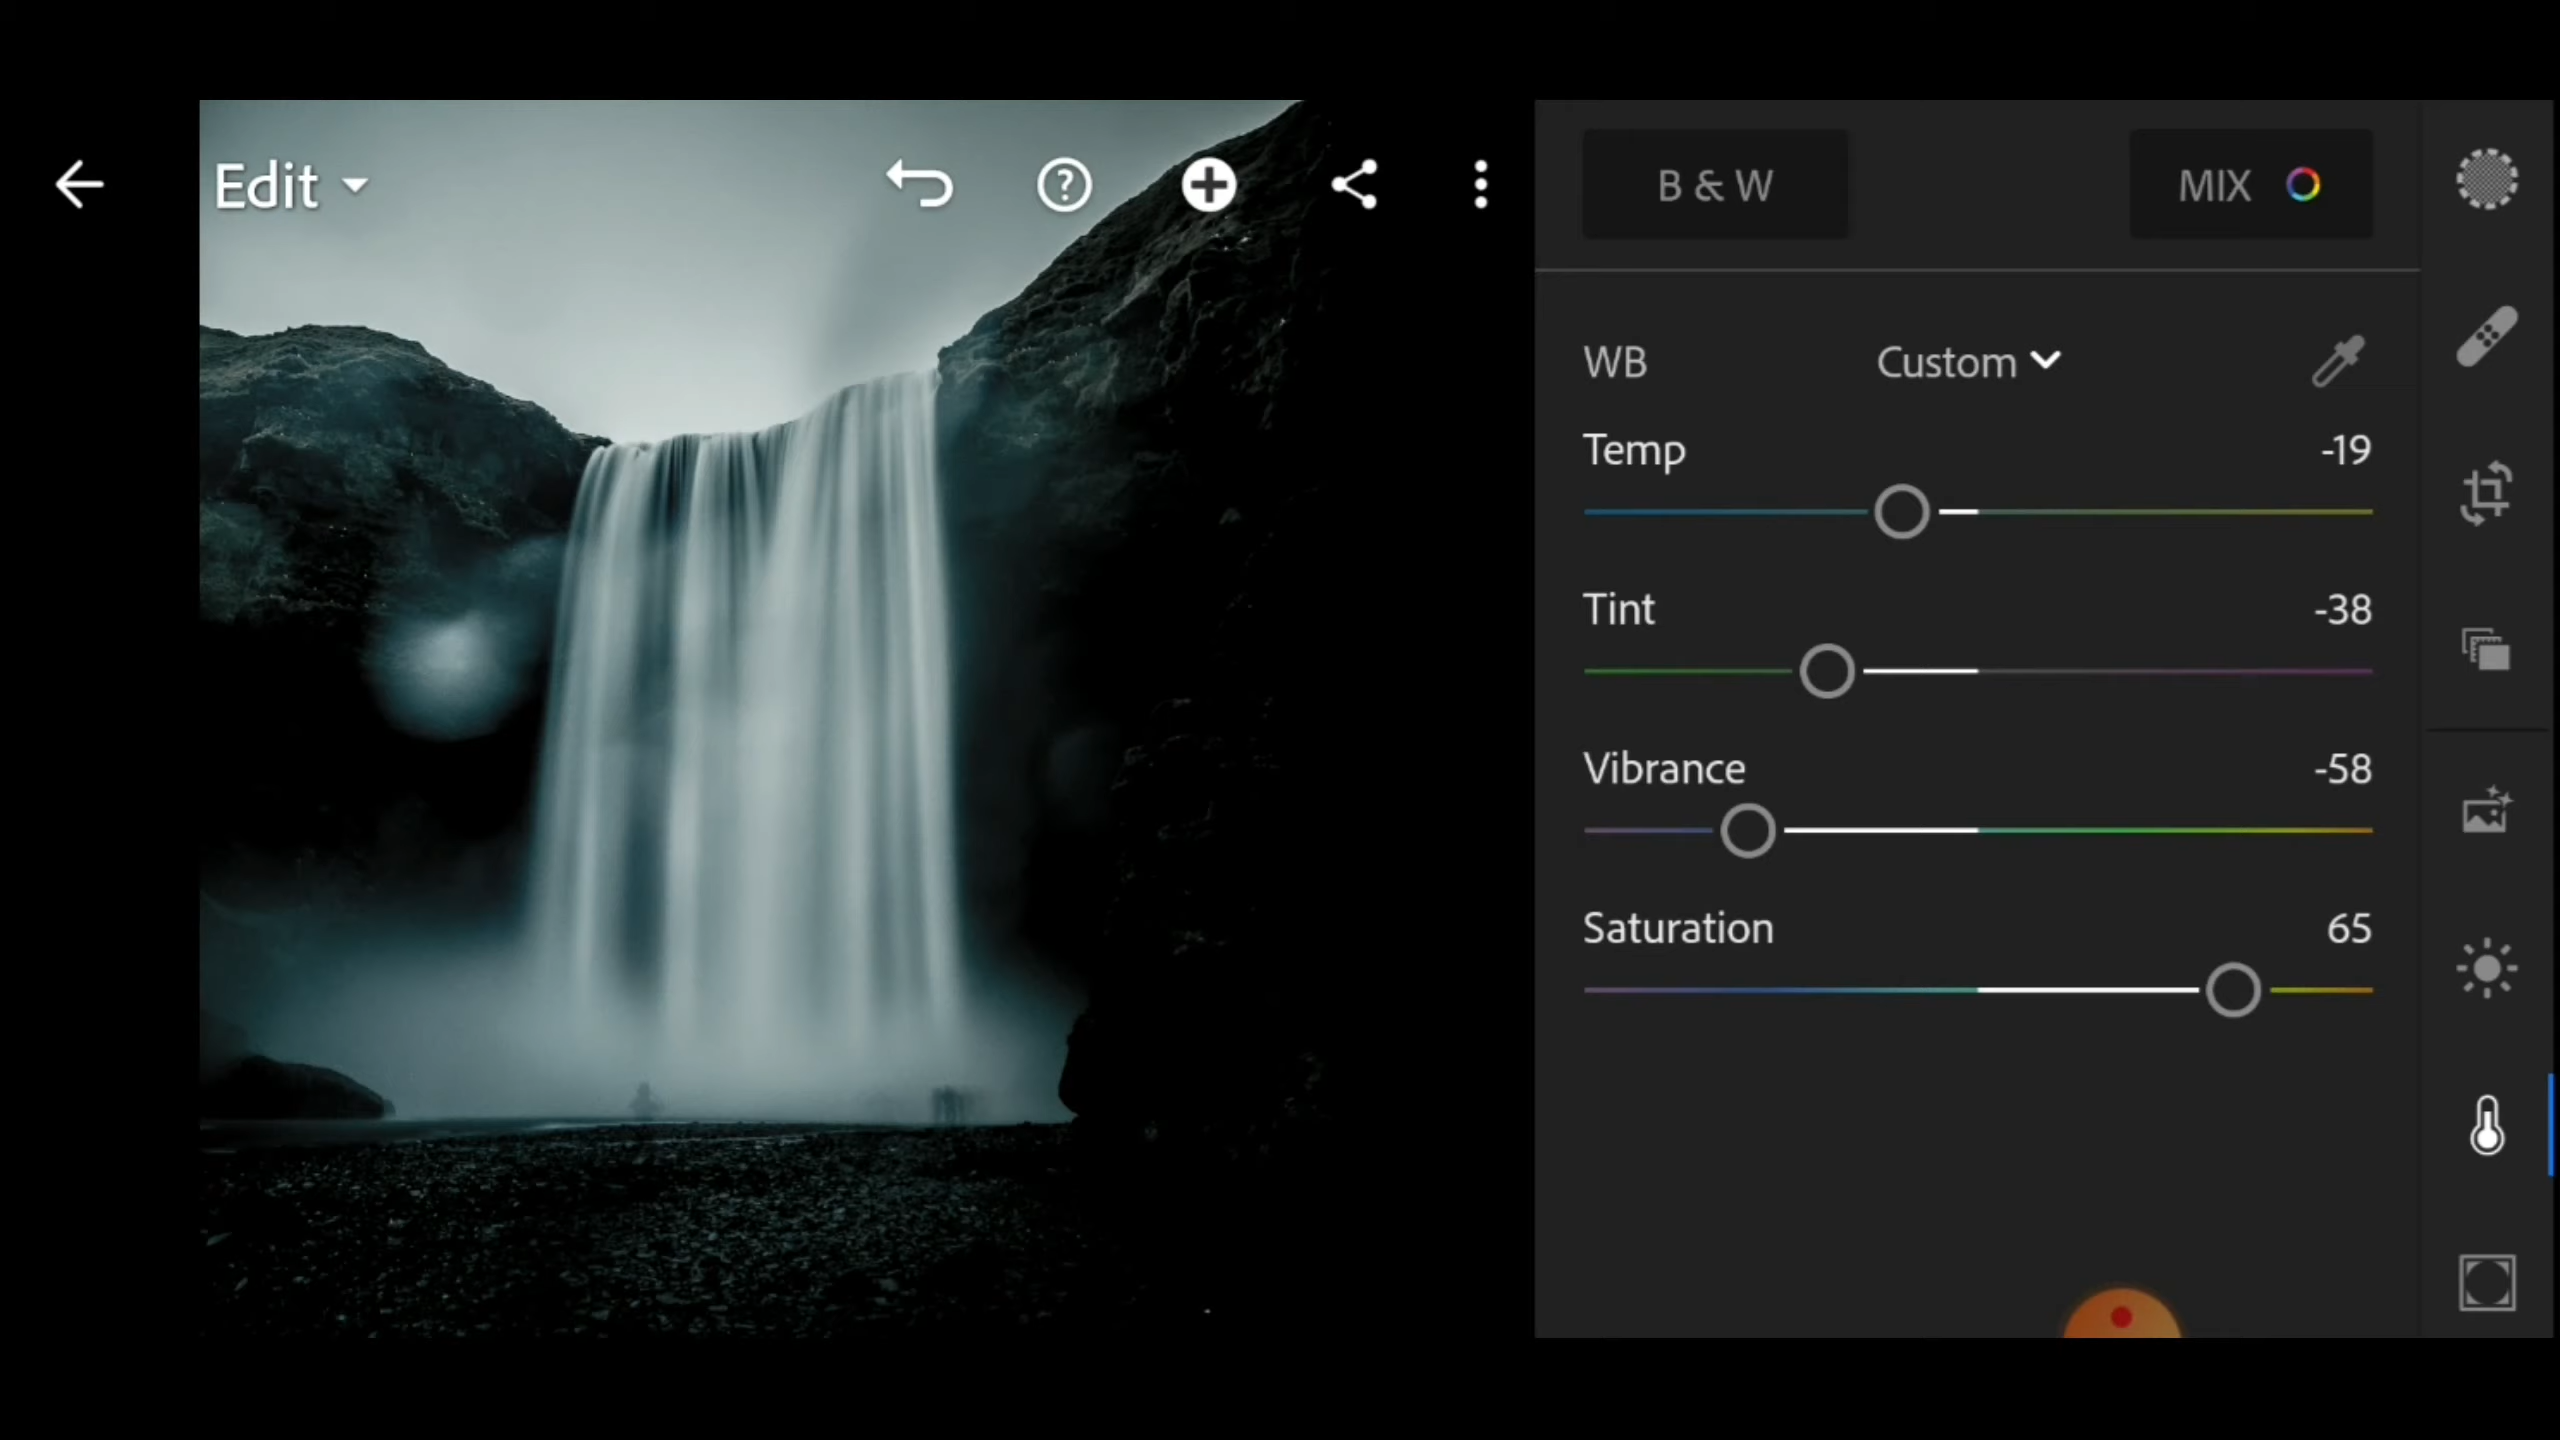 Edit
B & W
MIX
WB Custom
Temp -19
Tint -38
Vibrance -58
Saturation 65